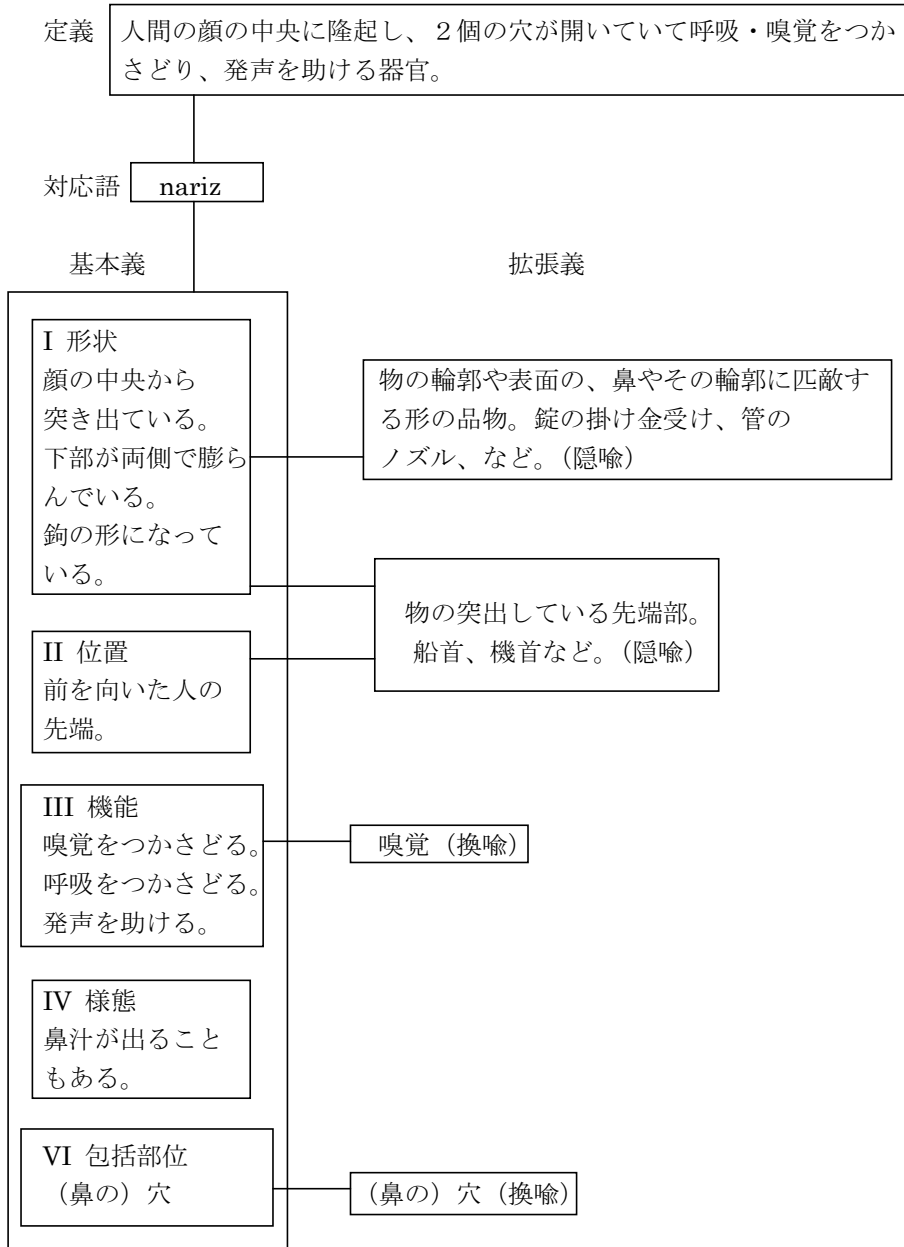 定義 人間の顔の中央に隆起し、２個の穴が開いていて呼吸・嗅覚をつか
さどり、発声を助ける器官。
対応語 nariz
基本義 拡張義
I 形状
顔の中央から
突き出ている。
下部が両側で膨ら
んでいる。
鉤の形になって
いる。
物の輪郭や表面の、鼻やその輪郭に匹敵す
る形の品物。錠の掛け金受け、管の
ノズル、など。（隠喩）
物の突出している先端部。
船首、機首など。（隠喩）
II 位置
前を向いた人の
先端。
III 機能
嗅覚をつかさどる。
呼吸をつかさどる。
発声を助ける。
嗅覚（換喩）
IV 様態
鼻汁が出ること
もある。
VI 包括部位
（鼻の）穴
（鼻の）穴（換喩）